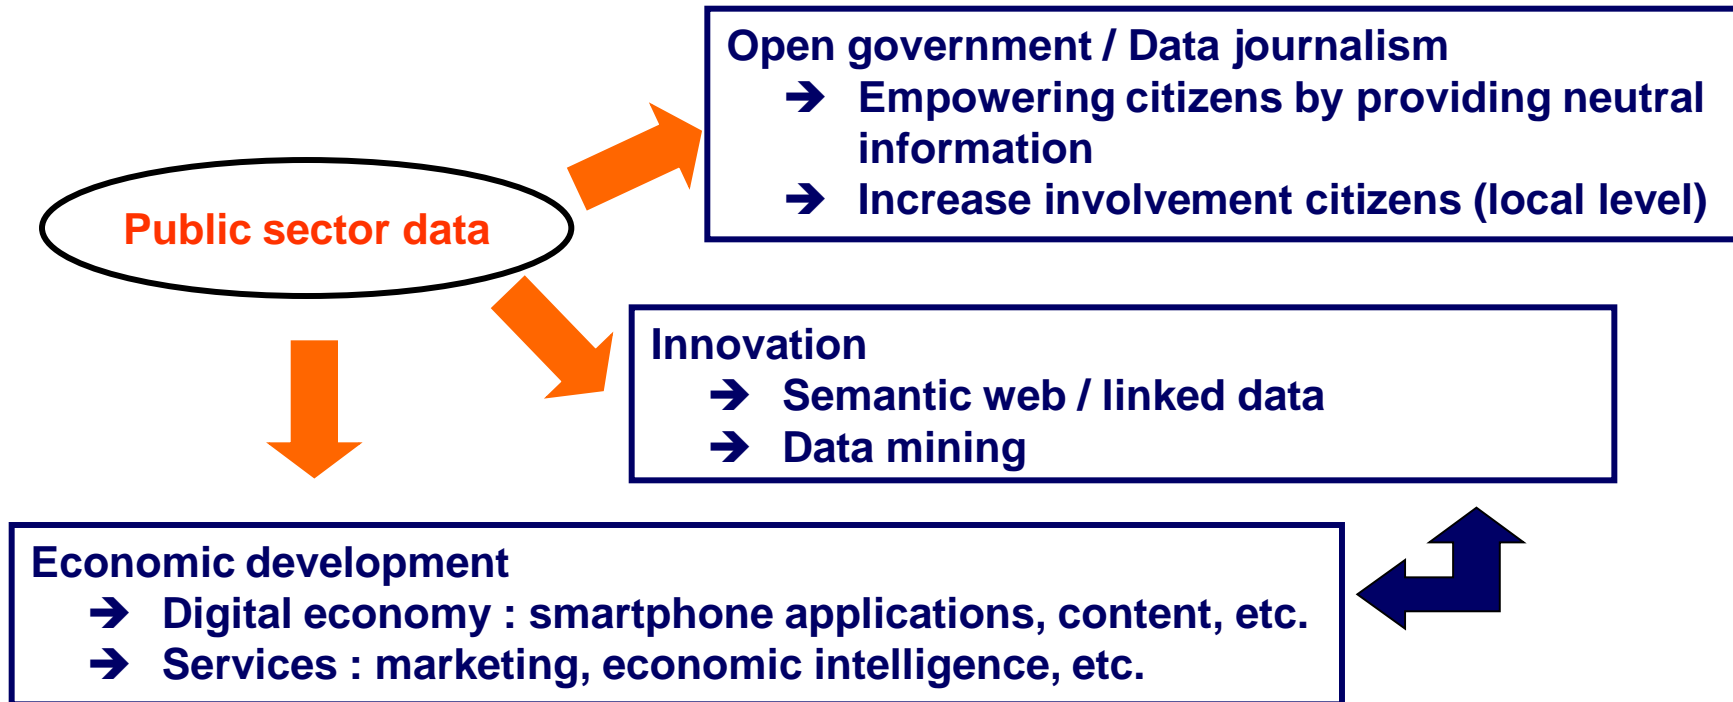 Open government / Data journalism
➔ Empowering citizens by providing neutral
information
➔ Increase involvement citizens (local level)
Public sector data
Innovation
➔ Semantic web / linked data
➔ Data mining
Economic development
➔ Digital economy : smartphone applications, content, etc.
➔ Services : marketing, economic intelligence, etc.